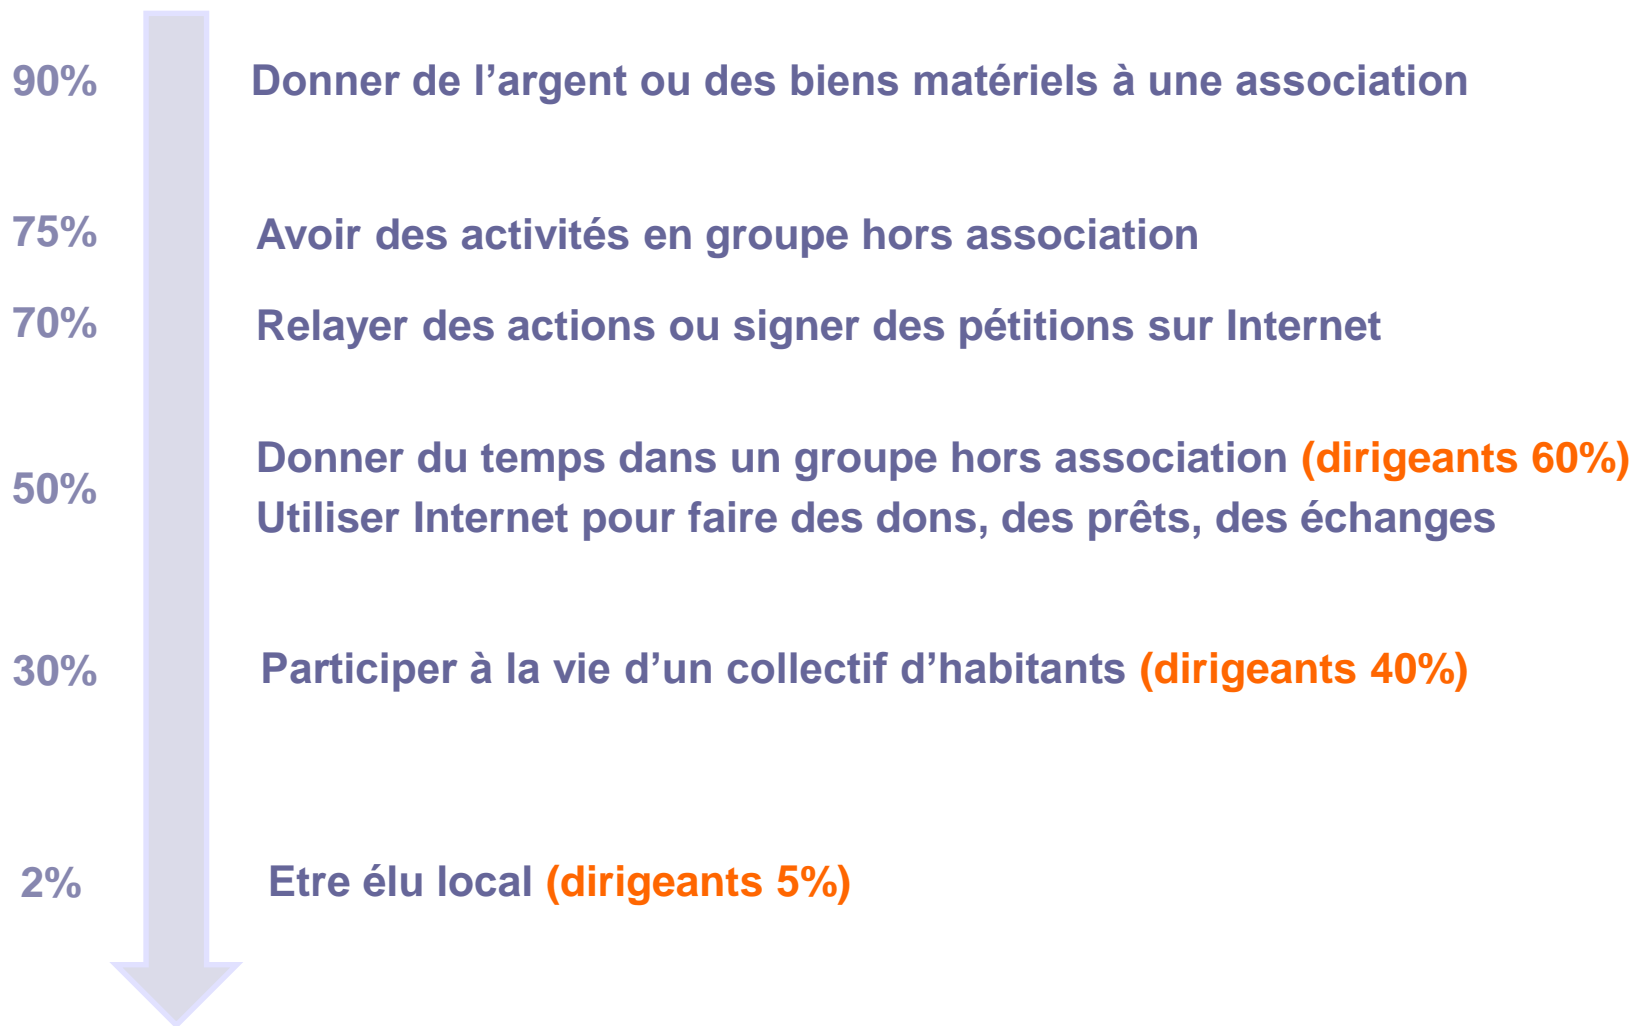 90% Donner de l’argent ou des biens matériels à une association
75% Avoir des activités en groupe hors association
70% Relayer des actions ou signer des pétitions sur Internet
50%
Donner du temps dans un groupe hors association (dirigeants 60%)
Utiliser Internet pour faire des dons, des prêts, des échanges
30% Participer à la vie d’un collectif d’habitants (dirigeants 40%)
2% Etre élu local (dirigeants 5%)